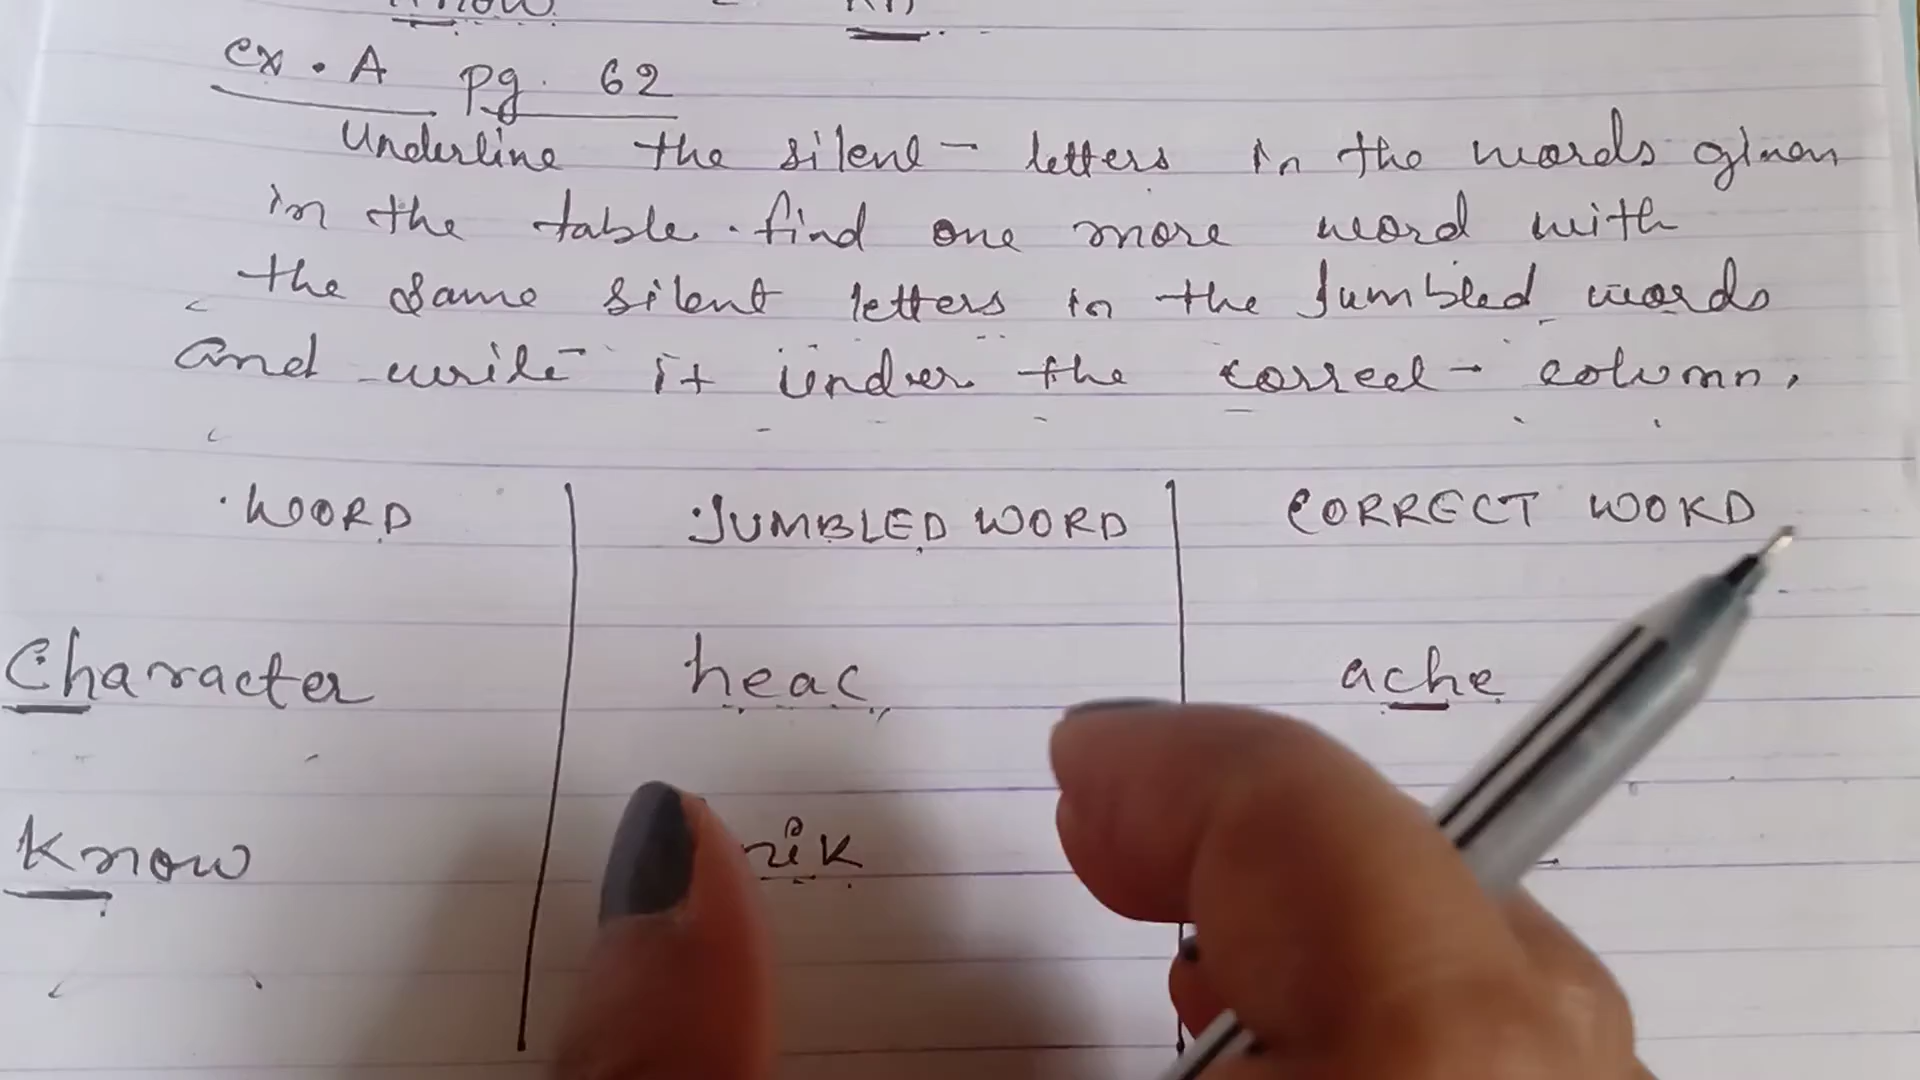 know
ex. A pg. 62
Underline the silent letters in the words given
in the table. find one more word with
the same silent letters in the Jumbled words
and write it under the correct column.
WORD JUMBLED WORD CORRECT WORD
Character heac ache
Know